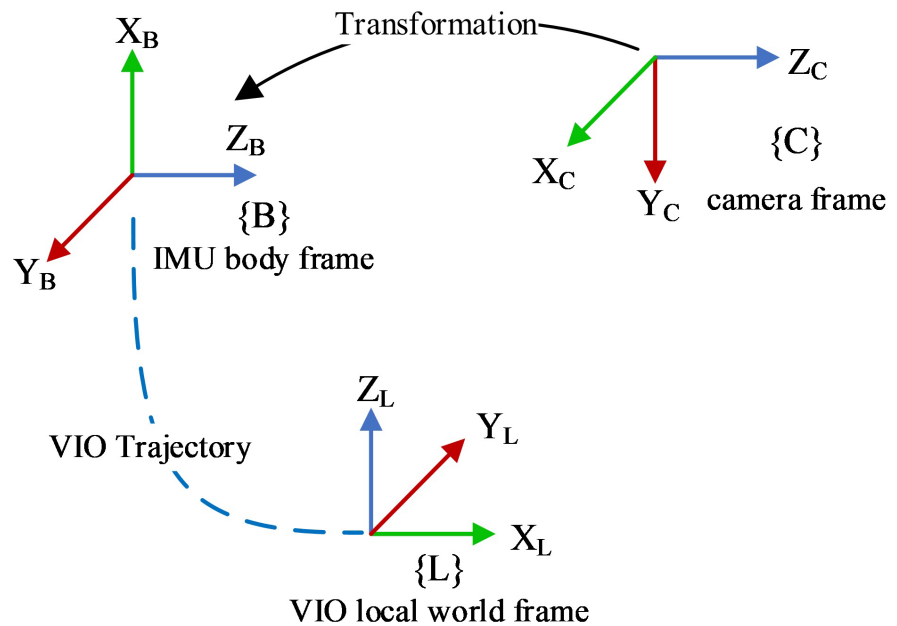 X_B
Transformation
Z_C
Z_B
{C}
X_C
Y_C
camera frame
{B}
Y_B
IMU body frame
Z_L
Y_L
VIO Trajectory
X_L
{L}
VIO local world frame